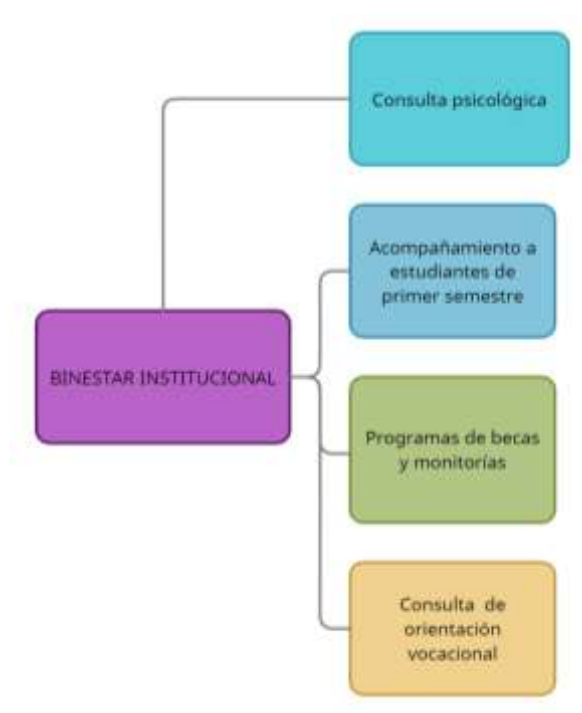 Consulta psicológica
Acompañamiento a
estudiantes de
primer semestre
BINESTAR INSTITUCIONAL
Programas de becas
y monitorías
Consulta de
orientación
vocacional